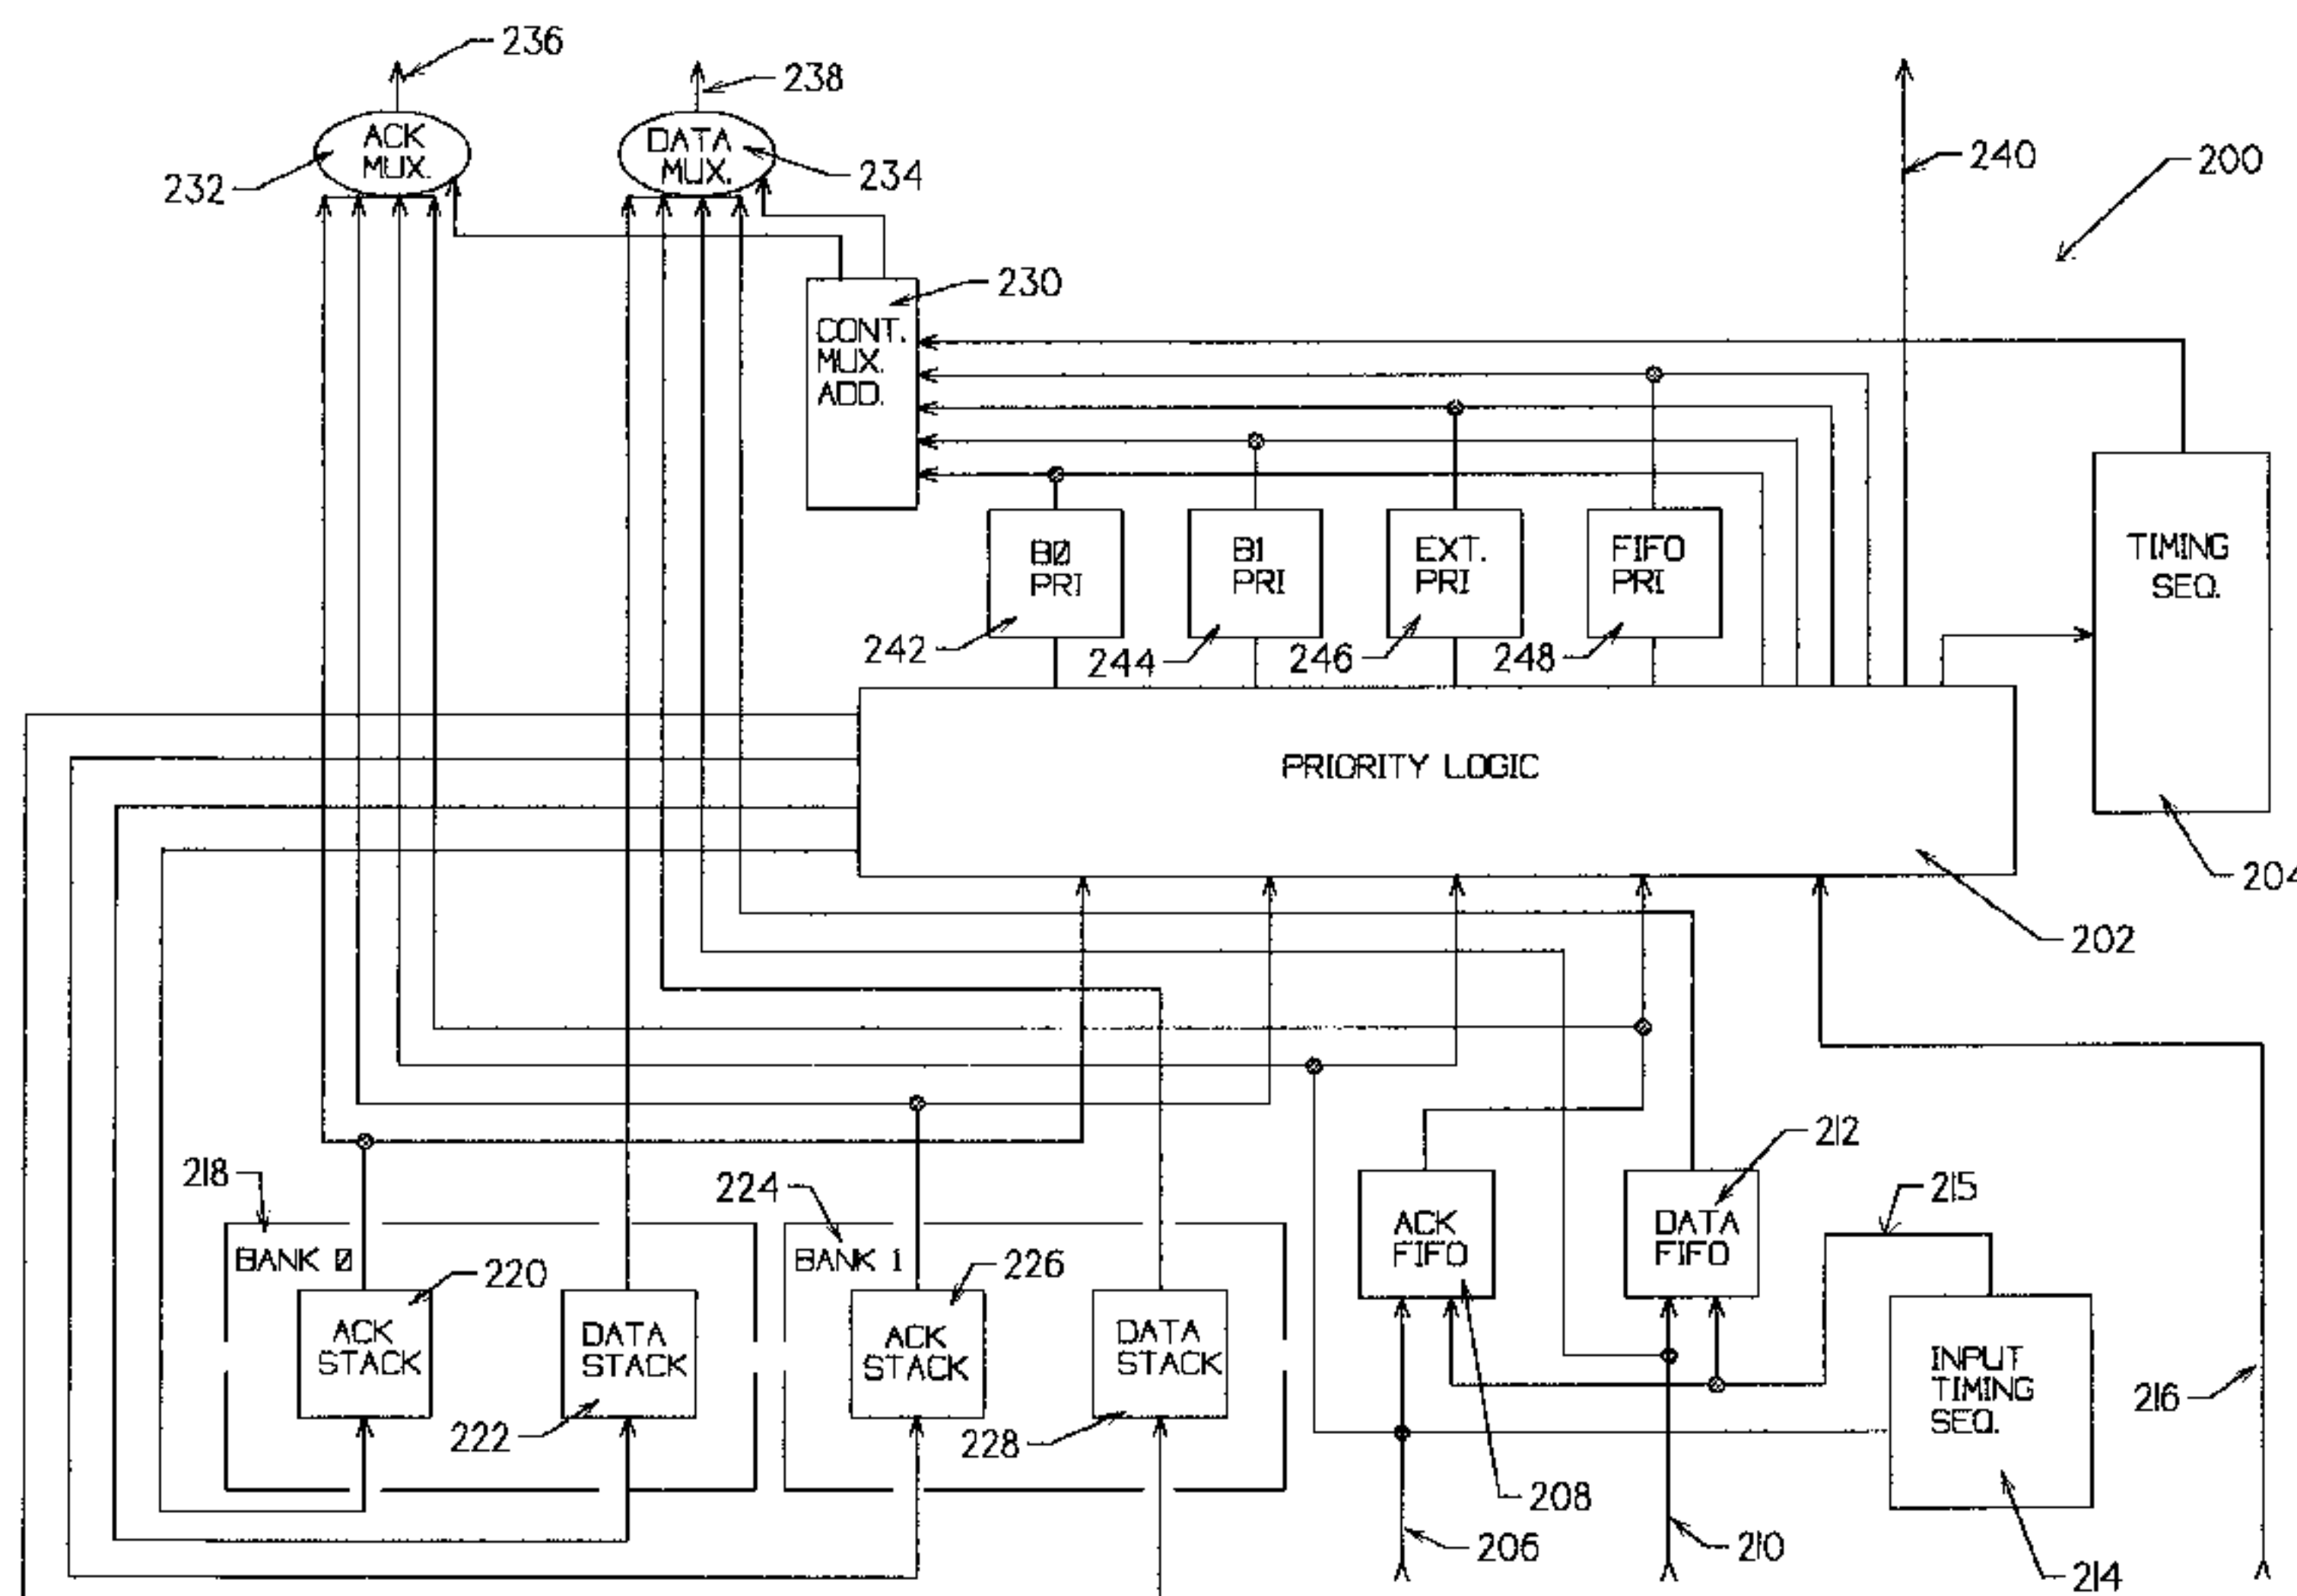 236
238
ACK
MUX.
DATA
MUX.
232
234
240
200
230
CONT.
MUX.
ADD.
B0
PRI
B1
PRI
EXT.
PRI
FIFO
PRI
TIMING
SEQ.
242
244
246
248
PRIORITY LOGIC
204
202
212
218
224
215
BANK 0
BANK 1
ACK
FIFO
DATA
FIFO
220
226
ACK
STACK
DATA
STACK
ACK
STACK
DATA
STACK
INPUT
TIMING
SEQ.
216
222
228
208
206
210
214